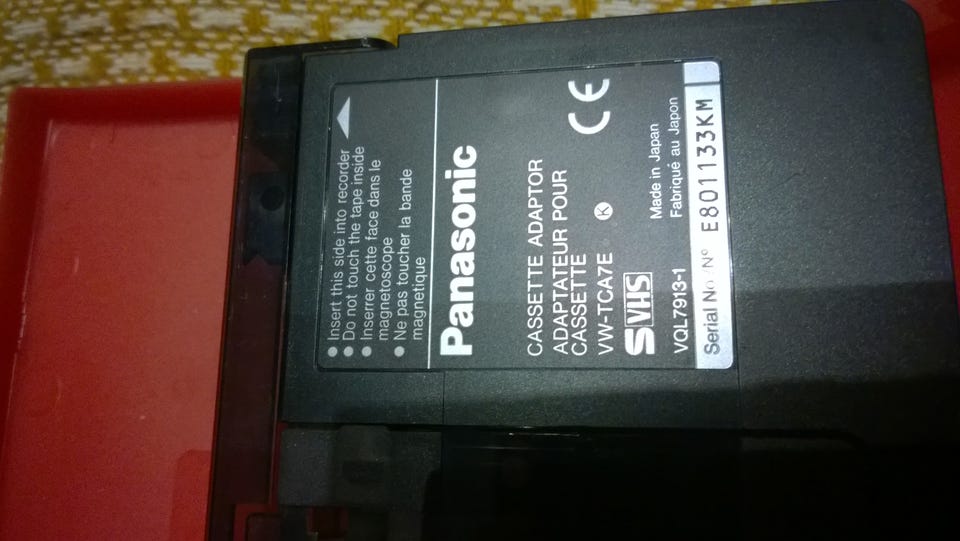 ● Insert this side into recorder
● Do not touch the tape inside
● Inserrer cette face dans le
magnetoscope
● Ne pas toucher la bande
magnetique
Panasonic
CASSETTE ADAPTOR
ADAPTATEUR POUR
CASSETTE
VW-TCA7E K CE
S VHS Made in Japan
VQL7913-1 Fabriqué au Japon
Serial No/N° E801133KM